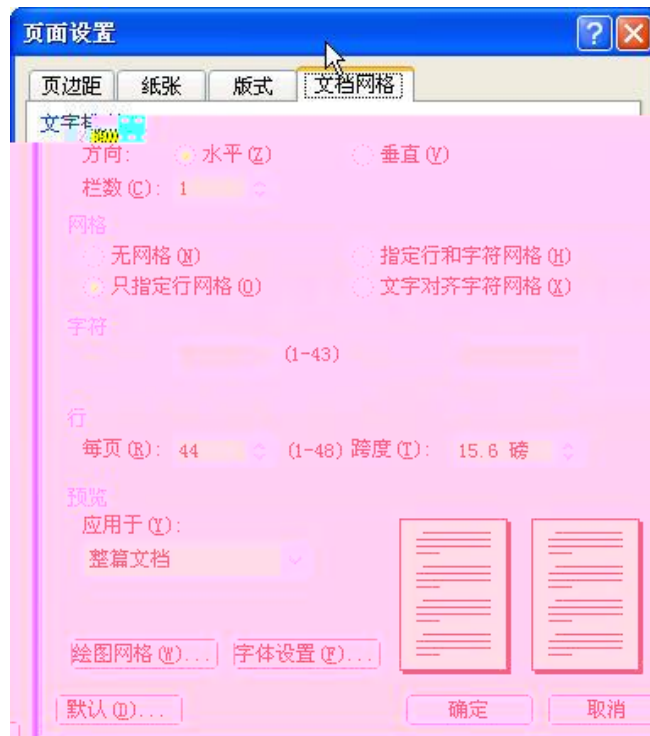 页面设置
页边距 纸张 版式 文档网格
文字
方向： 水平(Z) 垂直(V)
栏数(C)： 1
网格
无网格(N) 指定行和字符网格(H)
只指定行网格(O) 文字对齐字符网格(X)
字符
(1-43)
行
每页(R)： 44 (1-48) 跨度(T)： 15.6 磅
预览
应用于(Y)：
整篇文档
绘图网格(W)... 字体设置(F)...
默认(D)... 确定 取消